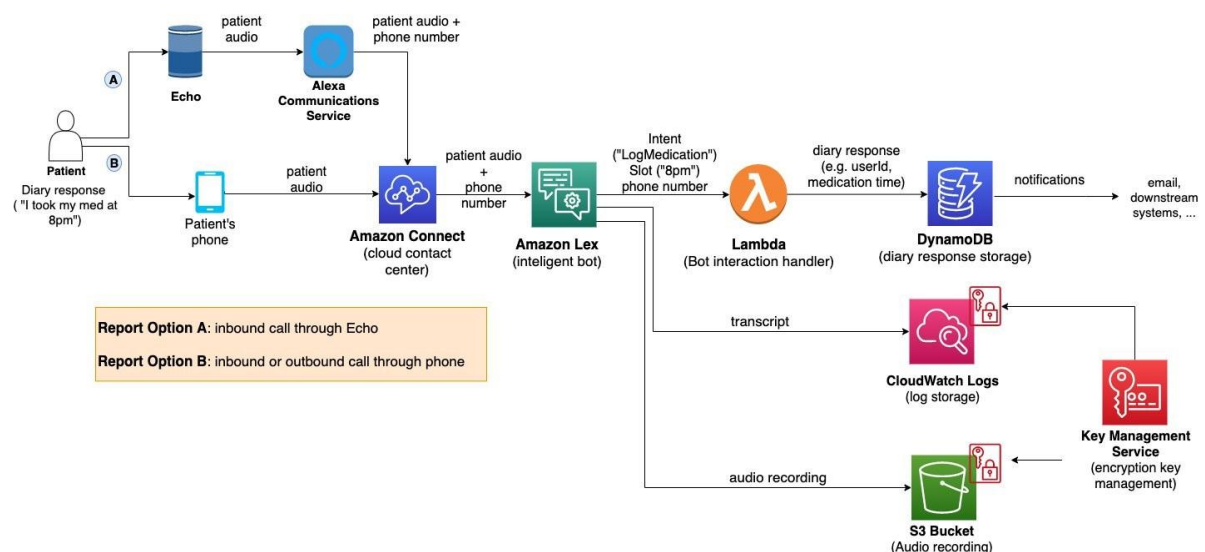 patient
audio
patient audio +
phone number
A
Echo
Alexa
Communications
Service
Patient
Diary response
( "I took my med at
8pm")
B
Patient's
phone
patient
audio
Amazon Connect
(cloud contact
center)
patient audio
+
phone
number
Amazon Lex
(inteligent bot)
Intent
("LogMedication")
Slot ("8pm")
phone number
Lambda
(Bot interaction handler)
diary response
(e.g. userId,
medication time)
DynamoDB
(diary response storage)
notifications
email,
downstream
systems, ...
Report Option A: inbound call through Echo
Report Option B: inbound or outbound call through phone
transcript
CloudWatch Logs
(log storage)
Key Management
Service
(encryption key
management)
audio recording
S3 Bucket
(Audio recording)